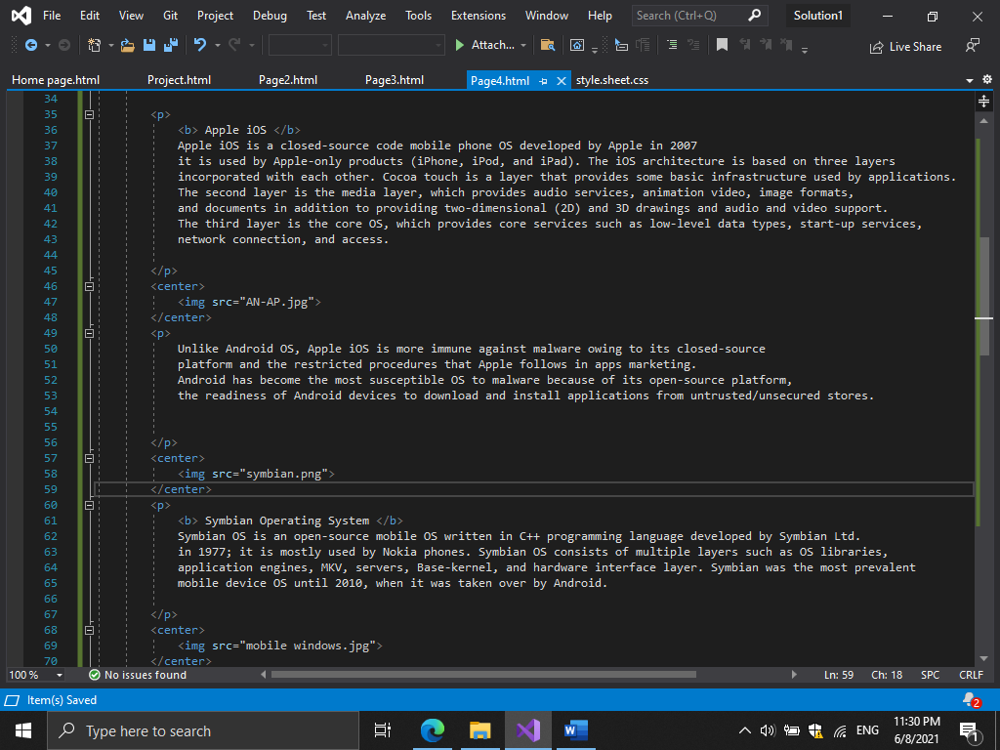 File Edit View Git Project Debug Test Analyze Tools Extensions Window Help Search (Ctrl+Q) Solution1
Attach... Live Share
Home page.html Project.html Page2.html Page3.html Page4.html style.sheet.css
34
35 <p>
36 <b> Apple iOS </b>
37 Apple iOS is a closed-source code mobile phone OS developed by Apple in 2007
38 it is used by Apple-only products (iPhone, iPod, and iPad). The iOS architecture is based on three layers
39 incorporated with each other. Cocoa touch is a layer that provides some basic infrastructure used by applications.
40 The second layer is the media layer, which provides audio services, animation video, image formats,
41 and documents in addition to providing two-dimensional (2D) and 3D drawings and audio and video support.
42 The third layer is the core OS, which provides core services such as low-level data types, start-up services,
43 network connection, and access.
44
45 </p>
46 <center>
47 <img src="AN-AP.jpg">
48 </center>
49 <p>
50 Unlike Android OS, Apple iOS is more immune against malware owing to its closed-source
51 platform and the restricted procedures that Apple follows in apps marketing.
52 Android has become the most susceptible OS to malware because of its open-source platform,
53 the readiness of Android devices to download and install applications from untrusted/unsecured stores.
54
55
56 </p>
57 <center>
58 <img src="symbian.png">
59 </center>
60 <p>
61 <b> Symbian Operating System </b>
62 Symbian OS is an open-source mobile OS written in C++ programming language developed by Symbian Ltd.
63 in 1977; it is mostly used by Nokia phones. Symbian OS consists of multiple layers such as OS libraries,
64 application engines, MKV, servers, Base-kernel, and hardware interface layer. Symbian was the most prevalent
65 mobile device OS until 2010, when it was taken over by Android.
66
67 </p>
68 <center>
69 <img src="mobile windows.jpg">
70 </center>
100 % No issues found Ln: 59 Ch: 18 SPC CRLF
Item(s) Saved 2
Type here to search W ENG 11:30 PM
6/8/2021 1